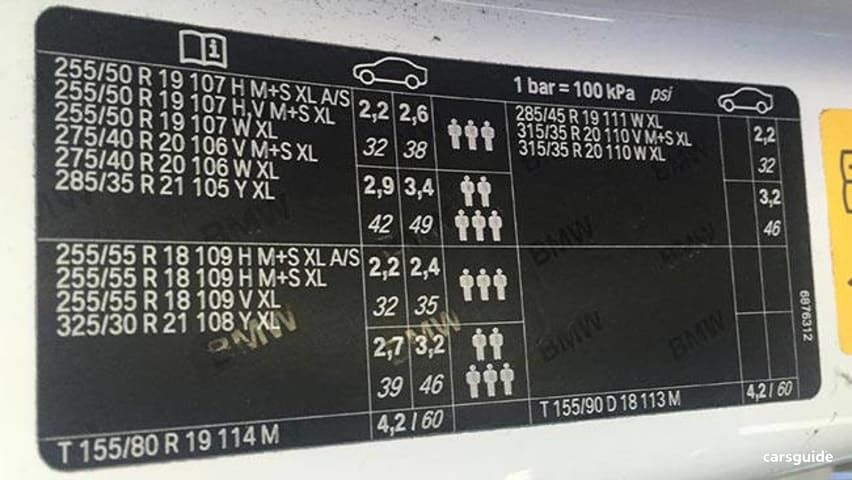 1 bar = 100 kPa psi
255/50 R 19 107 H M+S XL A/S
255/50 R 19 107 H,V M+S XL
255/50 R 19 107 W XL
275/40 R 20 106 V M+S XL
275/40 R 20 106 W XL
285/35 R 21 105 Y XL
2,2 2,6
32 38
2,9 3,4
42 49
285/45 R 19 111 W XL
315/35 R 20 110 V M+S XL
315/35 R 20 110 W XL
2,2
32
3,2
46
255/55 R 18 109 H M+S XL A/S
255/55 R 18 109 H M+S XL
255/55 R 18 109 V XL
325/30 R 21 108 Y XL
2,2 2,4
32 35
2,7 3,2
39 46
T 155/80 R 19 114 M
4,2 / 60
T 155/90 D 18 113 M
4,2 / 60
6876312
BMW
BMW
BMW
BMW
BMW
BMW
carsguide